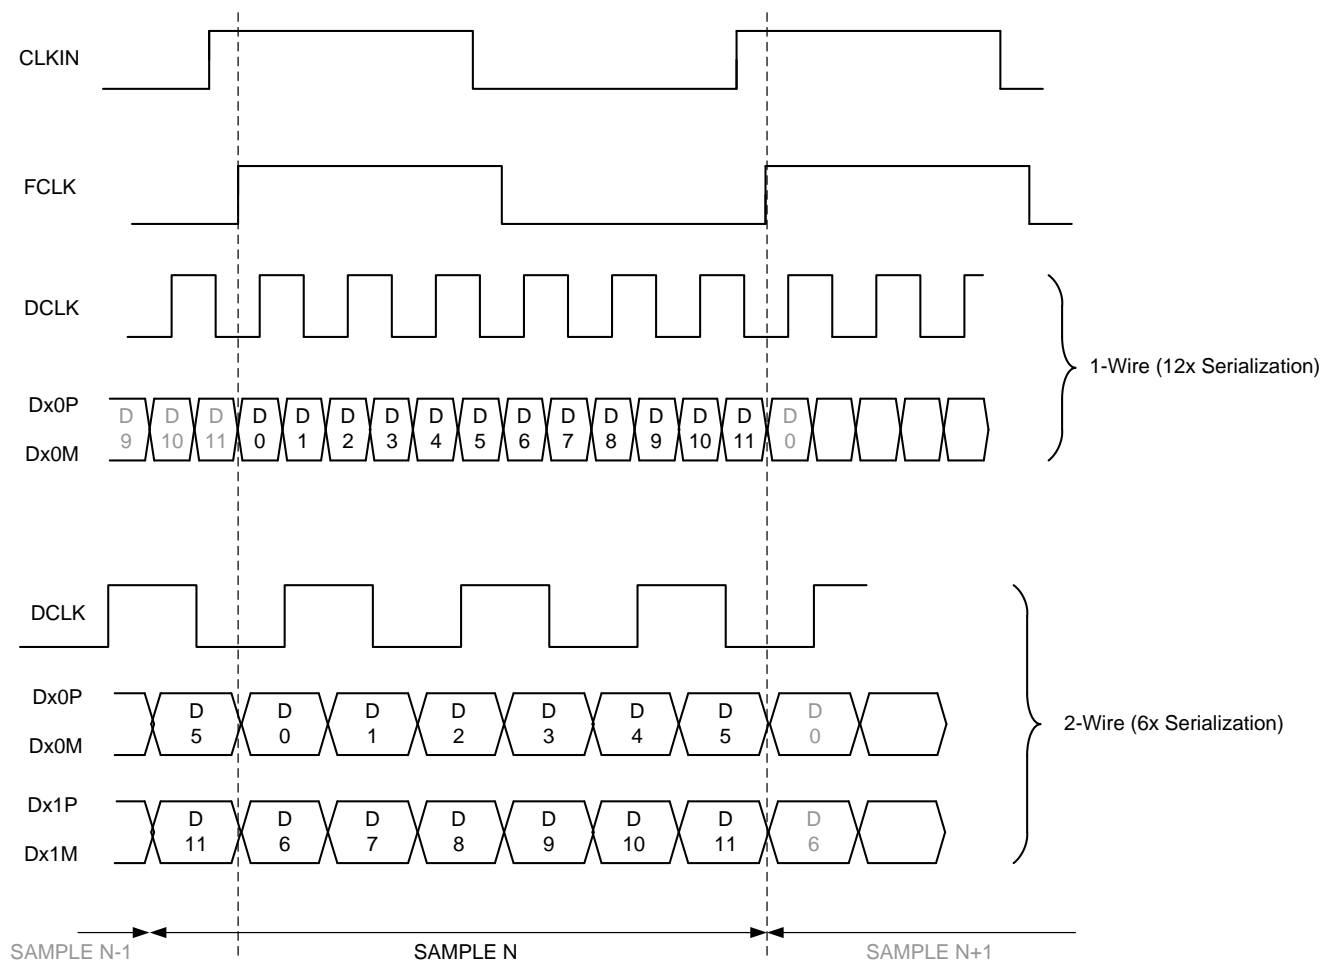 CLKIN
FCLK
DCLK
1-Wire (12x Serialization)
Dx0P
Dx0M
D D D D D D D D D D D D D D D D
9 10 11 0 1 2 3 4 5 6 7 8 9 10 11 0
DCLK
Dx0P
Dx0M
D D D D D D D D
5 0 1 2 3 4 5 0
2-Wire (6x Serialization)
Dx1P
Dx1M
D D D D D D D D
11 6 7 8 9 10 11 6
SAMPLE N-1
SAMPLE N
SAMPLE N+1